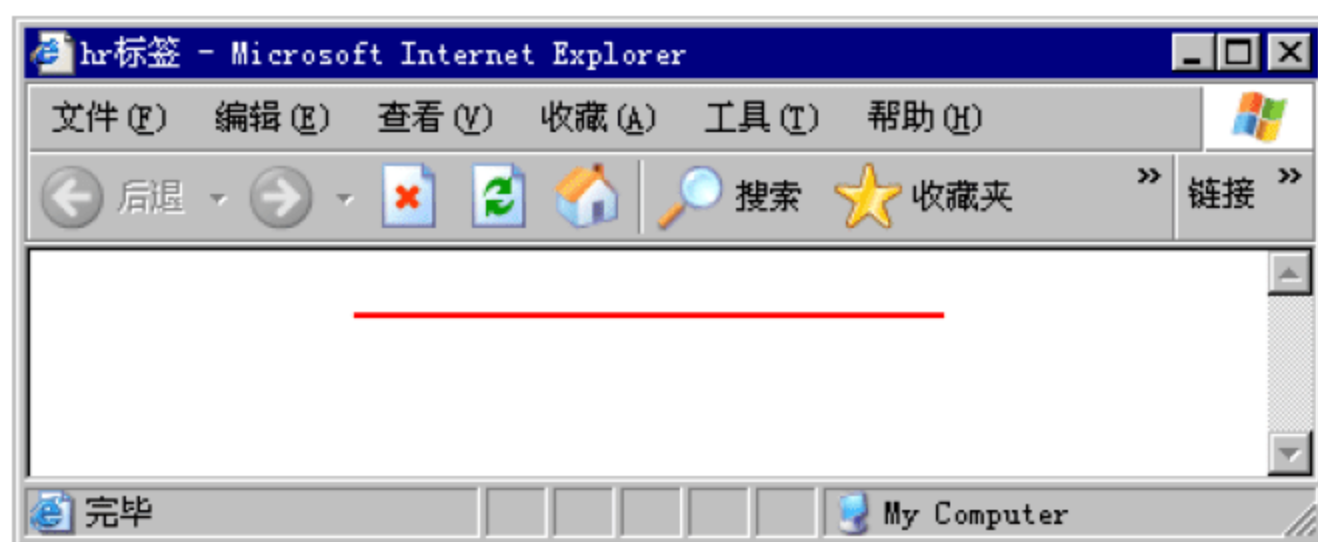 hr标签 - Microsoft Internet Explorer
文件(F) 编辑(E) 查看(V) 收藏(A) 工具(T) 帮助(H)
后退 搜索 收藏夹 » 链接 »
完毕 My Computer